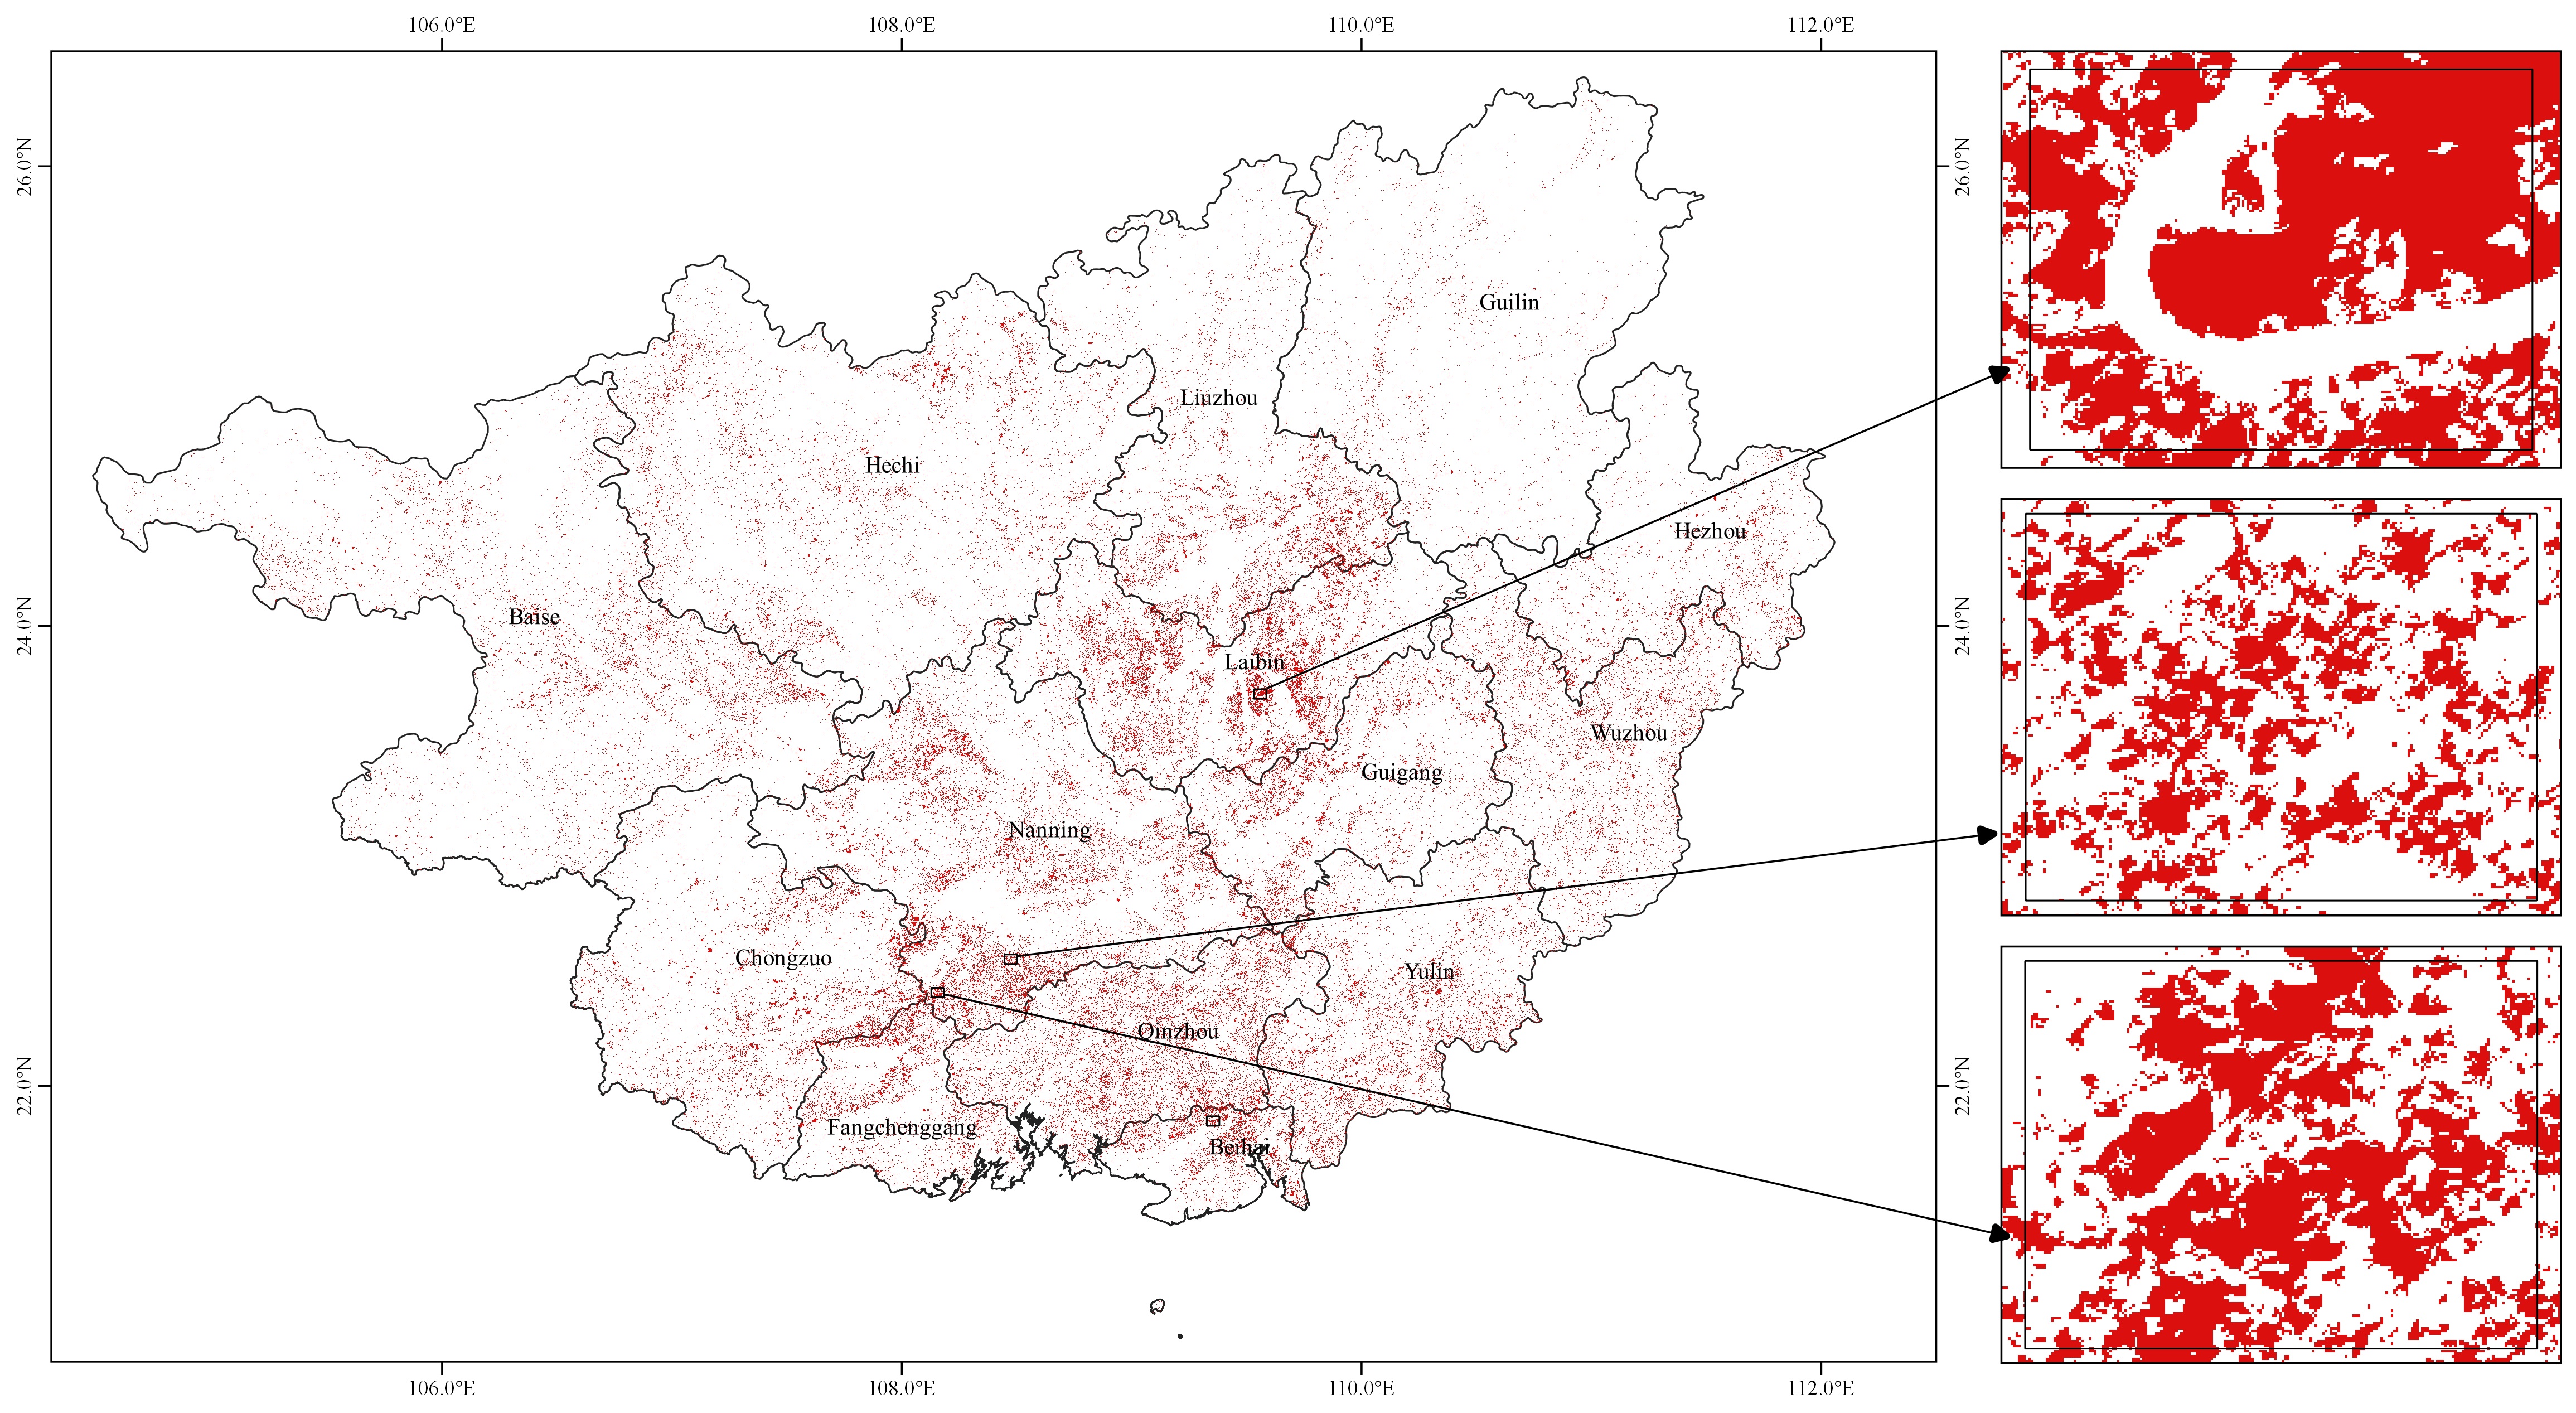 106.0°E 108.0°E 110.0°E 112.0°E
26.0°N
26.0°N
Guilin
Liuzhou
Hechi
Hezhou
24.0°N
24.0°N
Baise
Laibin
Wuzhou
Guigang
Nanning
Chongzuo
Yulin
Qinzhou
22.0°N
22.0°N
Fangchenggang
Beihai
106.0°E 108.0°E 110.0°E 112.0°E